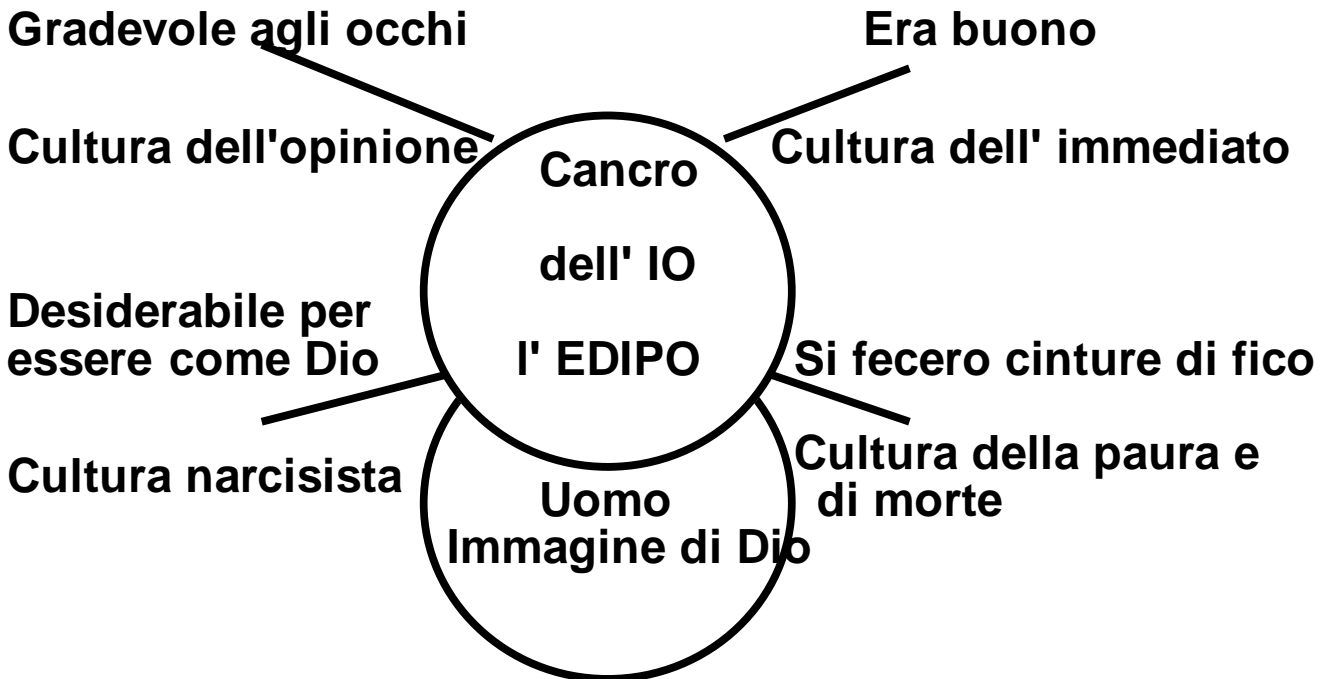 Gradevole agli occhi
Era buono
Cultura dell'opinione
Cultura dell' immediato
Cancro
dell' IO
l' EDIPO
Desiderabile per
essere come Dio
Si fecero cinture di fico
Cultura narcisista
Cultura della paura e
di morte
Uomo
Immagine di Dio